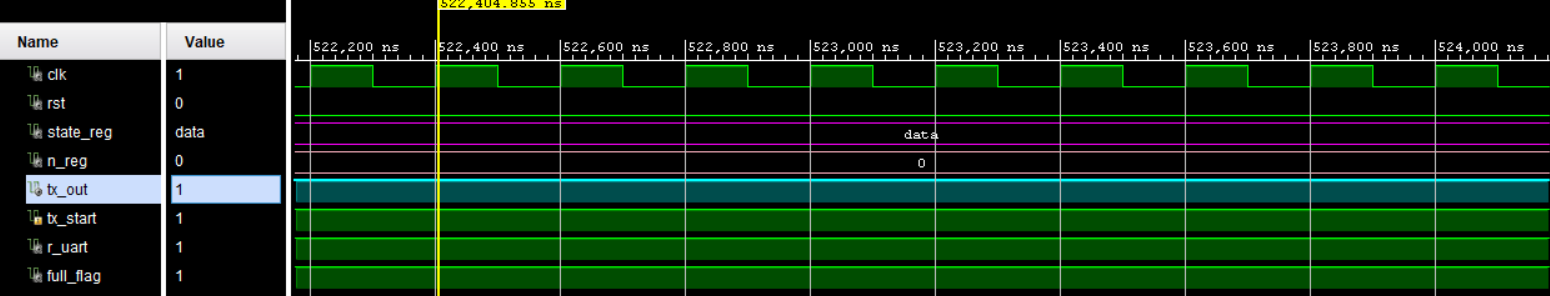 522,404.855 ns
Name Value
522,200 ns 522,400 ns 522,600 ns 522,800 ns 523,000 ns 523,200 ns 523,400 ns 523,600 ns 523,800 ns 524,000 ns
clk 1
rst 0
state_reg data data
n_reg 0 0
tx_out 1
tx_start 1
r_uart 1
full_flag 1